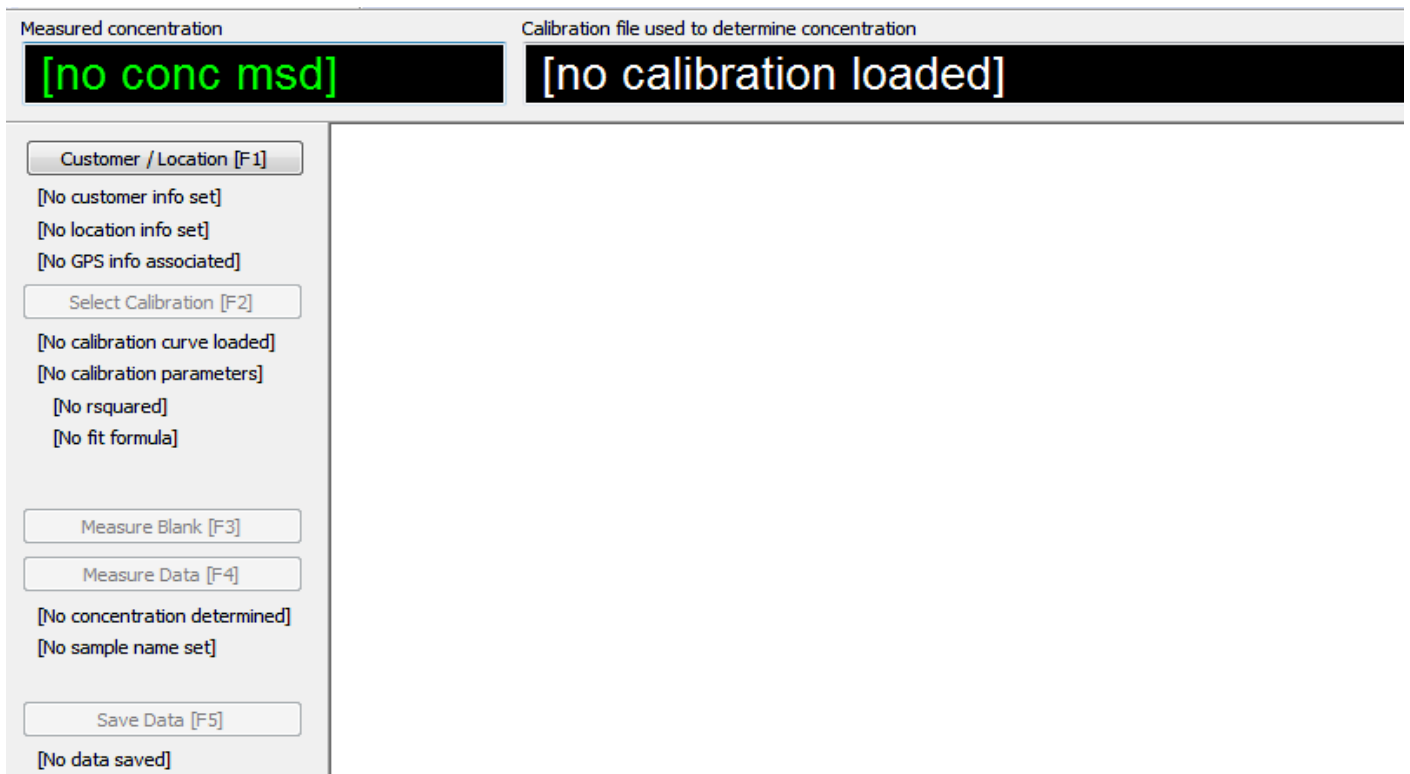 Measured concentration
Calibration file used to determine concentration
[no conc msd]
[no calibration loaded]
Customer / Location [F1]
[No customer info set]
[No location info set]
[No GPS info associated]
Select Calibration [F2]
[No calibration curve loaded]
[No calibration parameters]
[No rsquared]
[No fit formula]
Measure Blank [F3]
Measure Data [F4]
[No concentration determined]
[No sample name set]
Save Data [F5]
[No data saved]